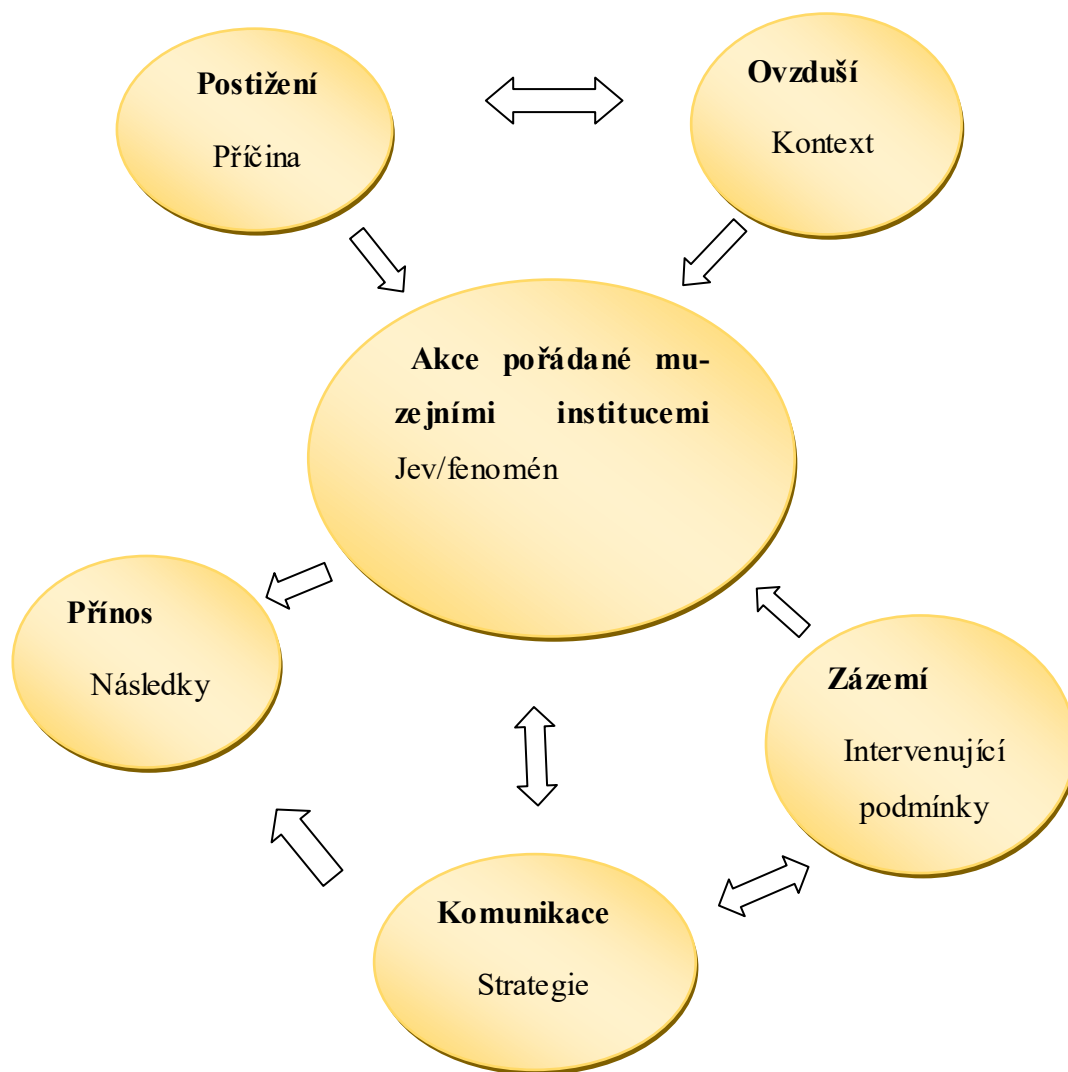 Postižení
Příčina
Ovzduší
Kontext
Akce pořádané mu-
zejními institucemi
Jev/fenomén
Přínos
Následky
Zázemí
Intervenující
podmínky
Komunikace
Strategie